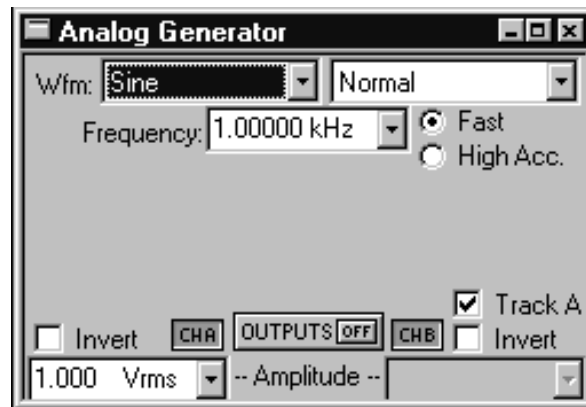 Analog Generator
Wfm: Sine Normal
Frequency: 1.00000 kHz Fast
High Acc.
Track A
Invert CHA OUTPUTS OFF CHB Invert
1.000 Vrms -- Amplitude --